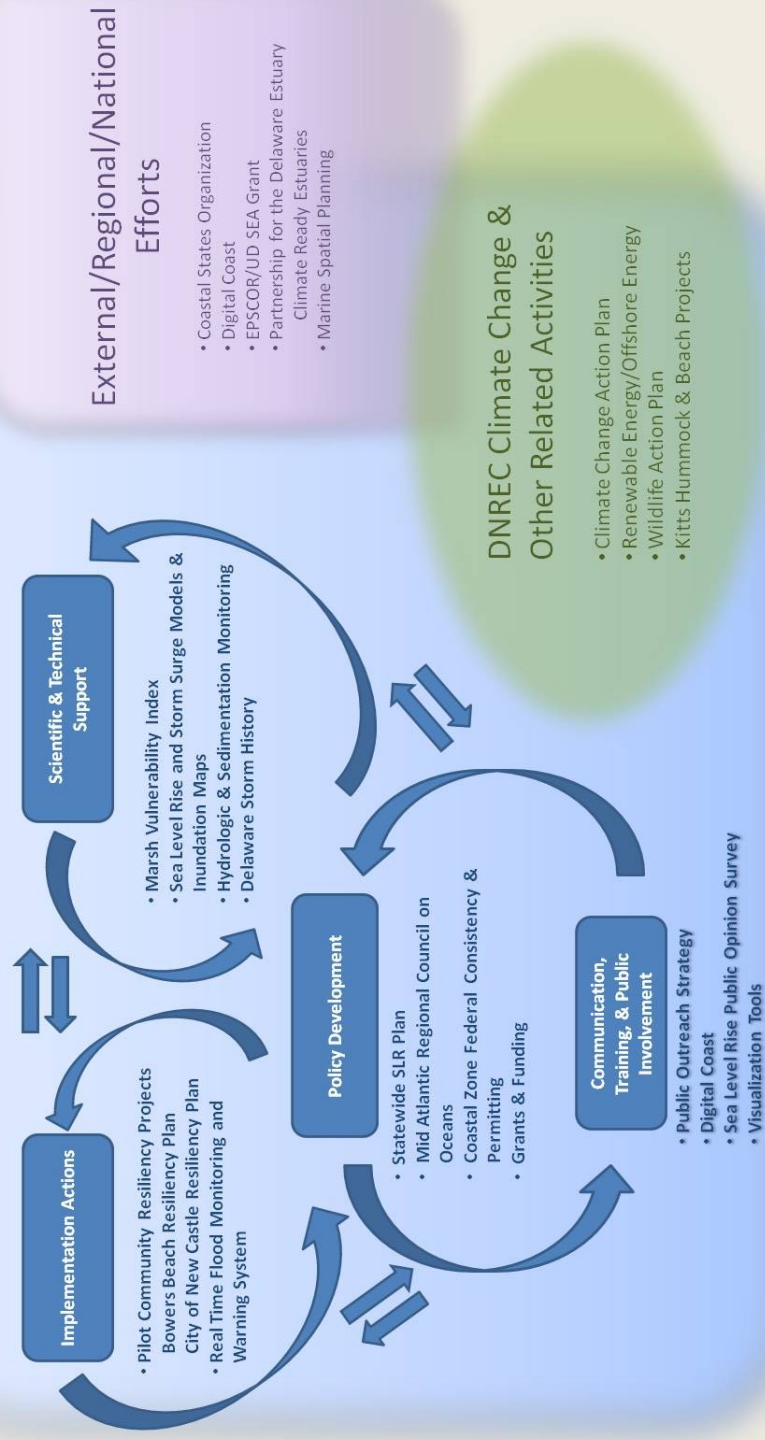 Implementation Actions
• Pilot Community Resiliency Projects
Bowers Beach Resiliency Plan
City of New Castle Resiliency Plan
• Real Time Flood Monitoring and
Warning System
Scientific & Technical
Support
• Marsh Vulnerability Index
• Sea Level Rise and Storm Surge Models &
Inundation Maps
• Hydrologic & Sedimentation Monitoring
• Delaware Storm History
Policy Development
• Statewide SLR Plan
• Mid Atlantic Regional Council on
Oceans
• Coastal Zone Federal Consistency &
Permitting
• Grants & Funding
Communication,
Training, & Public
Involvement
• Public Outreach Strategy
• Digital Coast
• Sea Level Rise Public Opinion Survey
• Visualization Tools
External/Regional/National
Efforts
• Coastal States Organization
• Digital Coast
• EPSCOR/UD SEA Grant
• Partnership for the Delaware Estuary
Climate Ready Estuaries
• Marine Spatial Planning
DNREC Climate Change &
Other Related Activities
• Climate Change Action Plan
• Renewable Energy/Offshore Energy
• Wildlife Action Plan
• Kitts Hummock & Beach Projects